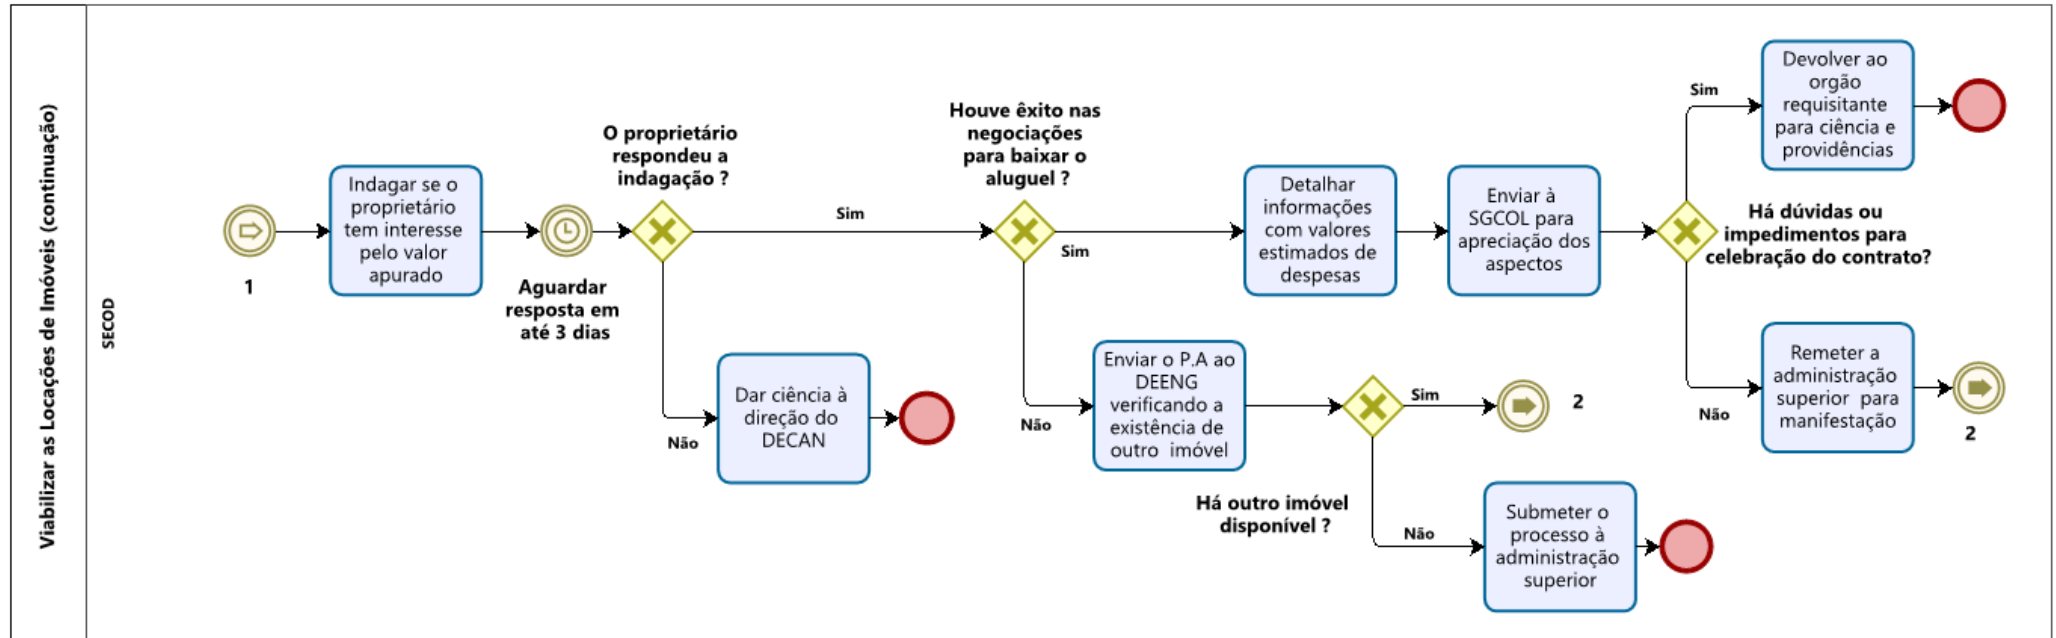 Viabilizar as Locações de Imóveis (continuação)
SECOD
1
Indagar se o
proprietário
tem interesse
pelo valor
apurado
Aguardar
resposta em
até 3 dias
O proprietário
respondeu a
indagação ?
Sim
Não
Dar ciência à
direção do
DECAN
Houve êxito nas
negociações
para baixar o
aluguel ?
Sim
Não
Detalhar
informações
com valores
estimados de
despesas
Enviar à
SGCOL para
apreciação dos
aspectos
Há dúvidas ou
impedimentos para
celebração do contrato?
Sim
Devolver ao
orgão
requisitante
para ciência e
providências
Não
Remeter a
administração
superior para
manifestação
2
Enviar o P.A ao
DEENG
verificando a
existência de
outro imóvel
Há outro imóvel
disponível ?
Sim
2
Não
Submeter o
processo à
administração
superior